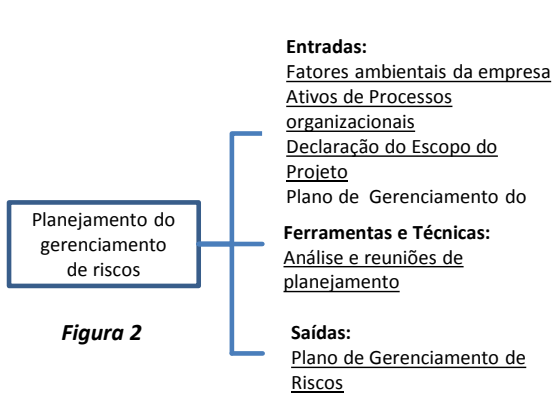 Entradas:
Fatores ambientais da empresa
Ativos de Processos
organizacionais
Declaração do Escopo do
Projeto
Plano de Gerenciamento do
Planejamento do
gerenciamento
de riscos
Ferramentas e Técnicas:
Análise e reuniões de
planejamento
Figura 2
Saídas:
Plano de Gerenciamento de
Riscos